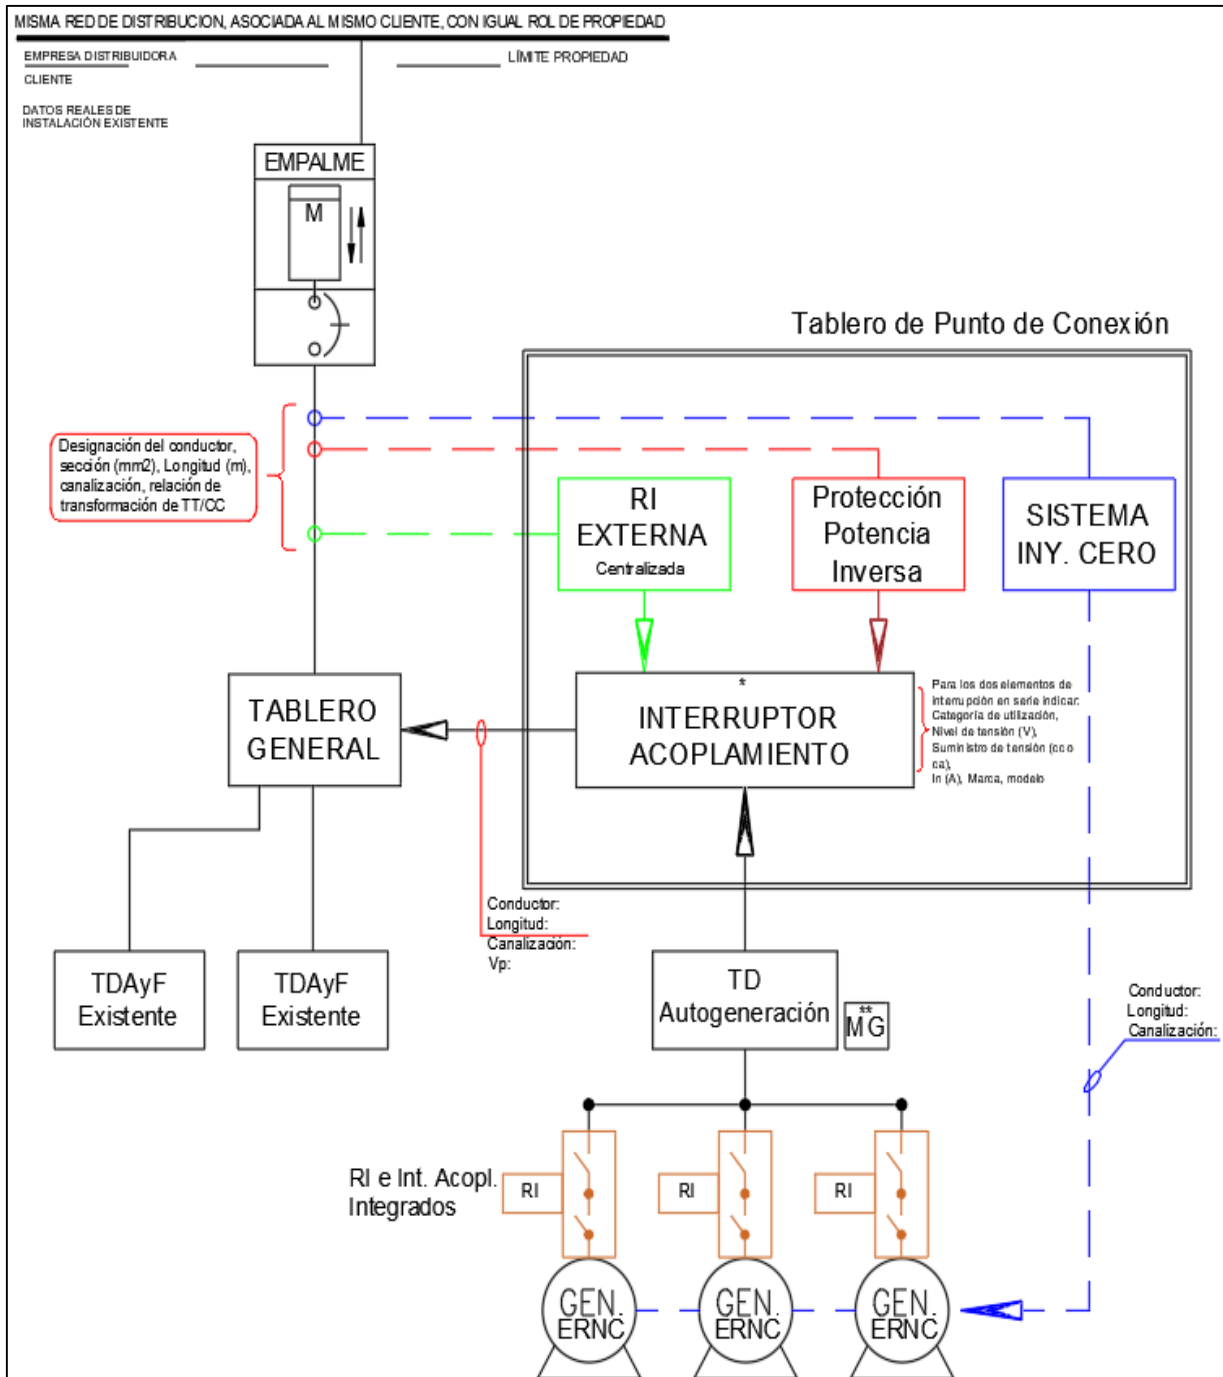 MISMA RED DE DISTRIBUCION, ASOCIADA AL MISMO CLIENTE, CON IGUAL ROL DE PROPIEDAD
EMPRESA DISTRIBUIDORA
LÍMITE PROPIEDAD
CLIENTE
DATOS REALES DE
INSTALACIÓN EXISTENTE
EMPALME
M
Tablero de Punto de Conexión
Designación del conductor,
sección (mm2), Longitud (m),
canalización, relación de
transformación de TT/CC
RI
EXTERNA
Centralizada
Protección
Potencia
Inversa
SISTEMA
INY. CERO
TABLERO
GENERAL
*
INTERRUPTOR
ACOPLAMIENTO
Para los dos elementos de
interrupción en serie indicar:
Categoría de utilización,
Nivel de tensión (V),
Suministro de tensión (cc o
ca),
In (A), Marca, modelo
Conductor:
Longitud:
Canalización:
Vp:
TDAyF
Existente
TDAyF
Existente
TD
Autogeneración
**
MG
Conductor:
Longitud:
Canalización:
RI e Int. Acopl.
Integrados
RI
RI
RI
GEN.
ERNC
GEN.
ERNC
GEN.
ERNC